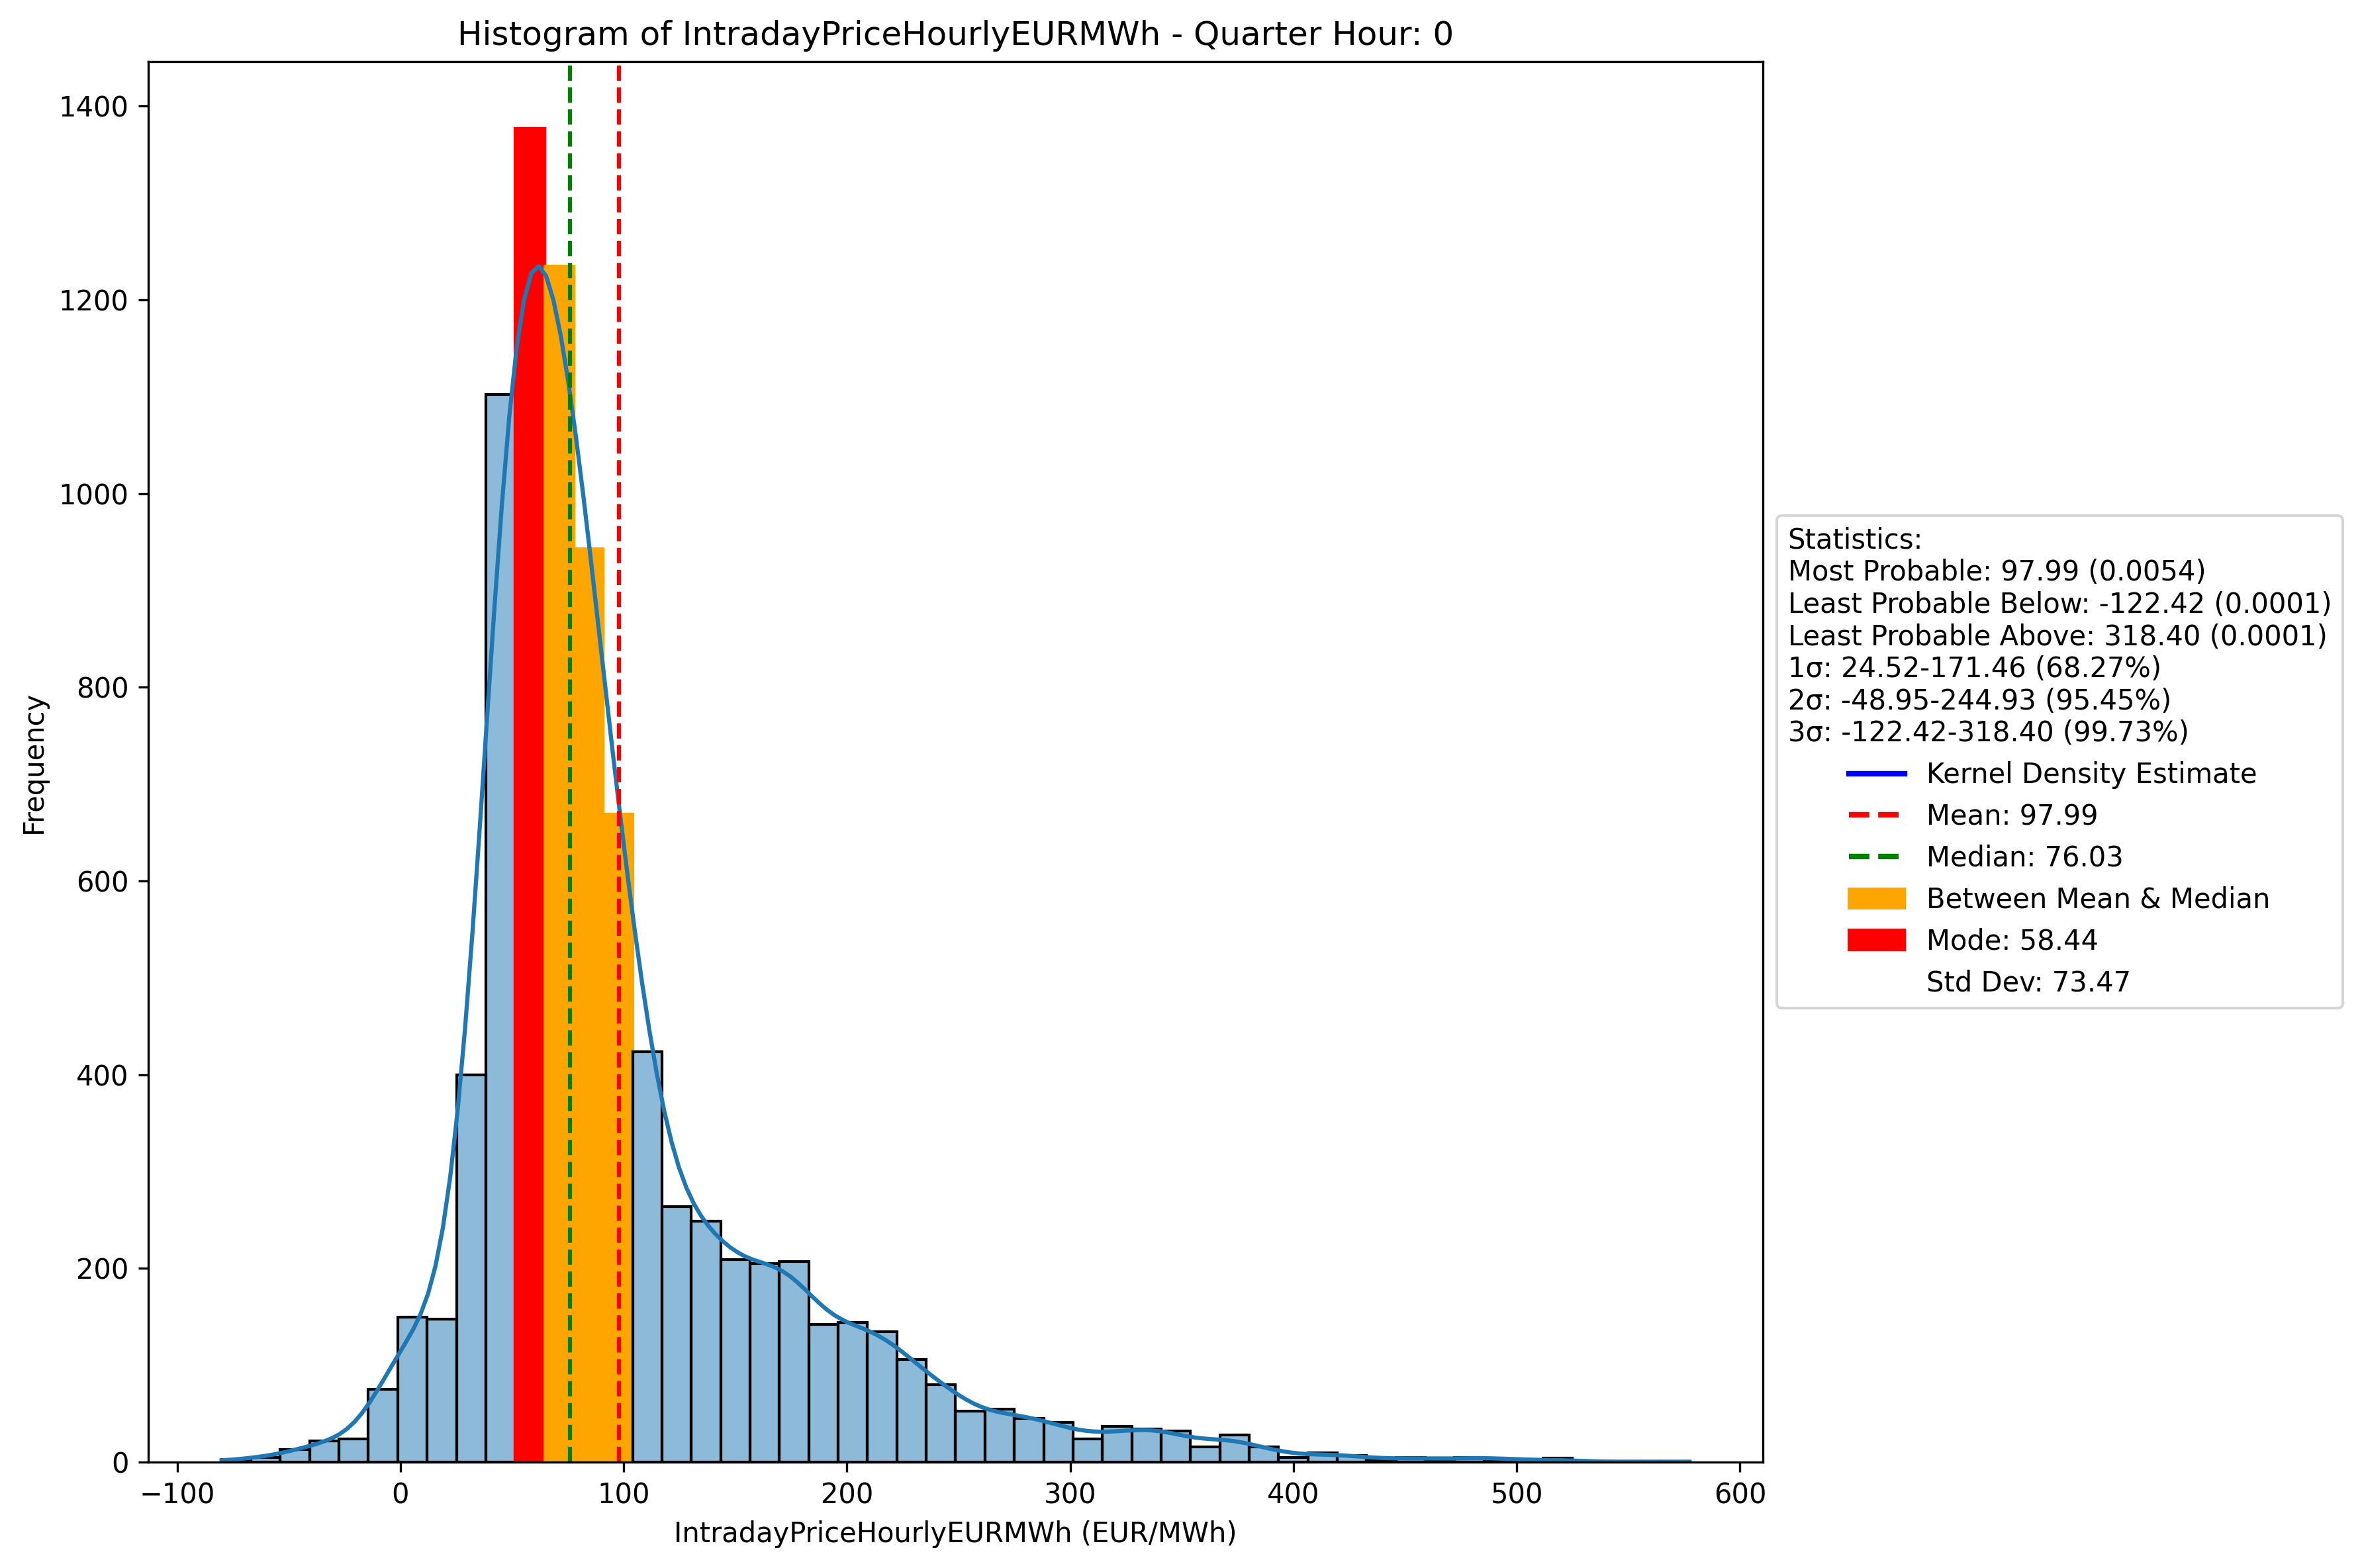 Histogram of IntradayPriceHourlyEURMWh - Quarter Hour: 0
1400
1200
1000
800
600
400
200
0
Frequency
−100
0
100
200
300
400
500
600
IntradayPriceHourlyEURMWh (EUR/MWh)
Statistics:
Most Probable: 97.99 (0.0054)
Least Probable Below: -122.42 (0.0001)
Least Probable Above: 318.40 (0.0001)
1σ: 24.52-171.46 (68.27%)
2σ: -48.95-244.93 (95.45%)
3σ: -122.42-318.40 (99.73%)
Kernel Density Estimate
Mean: 97.99
Median: 76.03
Between Mean & Median
Mode: 58.44
Std Dev: 73.47